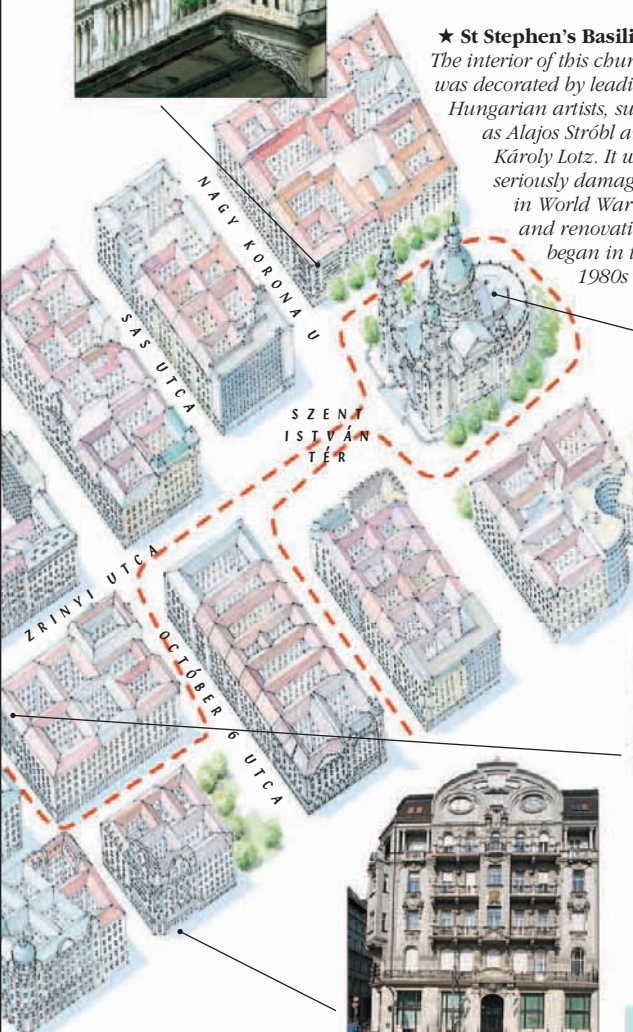 ★ St Stephen's Basili
The interior of this chur
was decorated by leadi
Hungarian artists, su
as Alajos Stróbl a
Károly Lotz. It w
seriously damag
in World War
and renovati
began in t
1980s
NAGY KORONA U
SAS UTCA
SZENT
ISTVÁN
TÉR
ZRINYI UTCA
OCTÓBER 6 UTCA